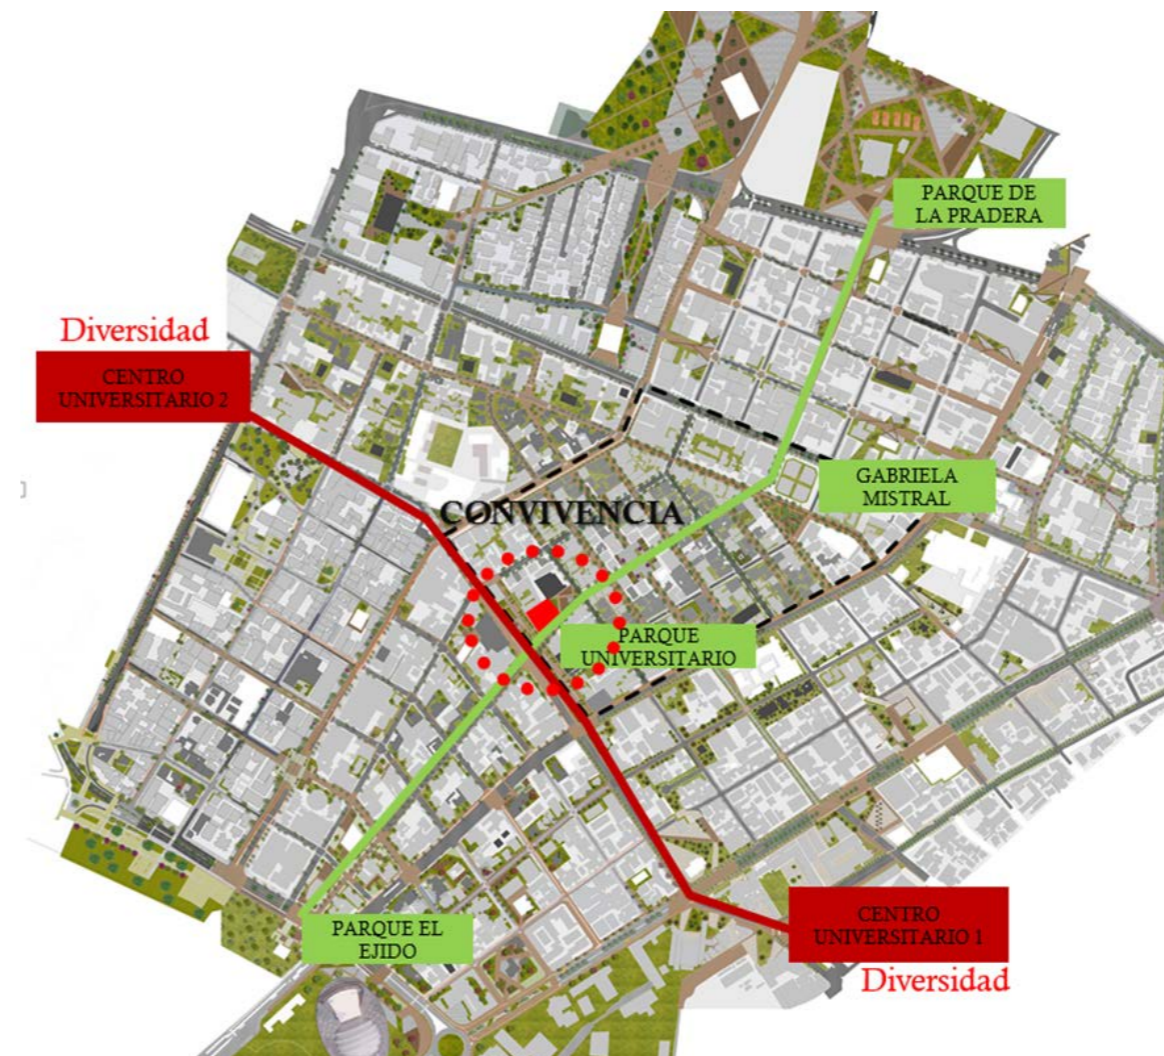 PARQUE DE
LA PRADERA
Diversidad
CENTRO
UNIVERSITARIO 2
GABRIELA
MISTRAL
CONVIVENCIA
PARQUE
UNIVERSITARIO
CENTRO
UNIVERSITARIO 1
PARQUE EL
EJIDO
Diversidad